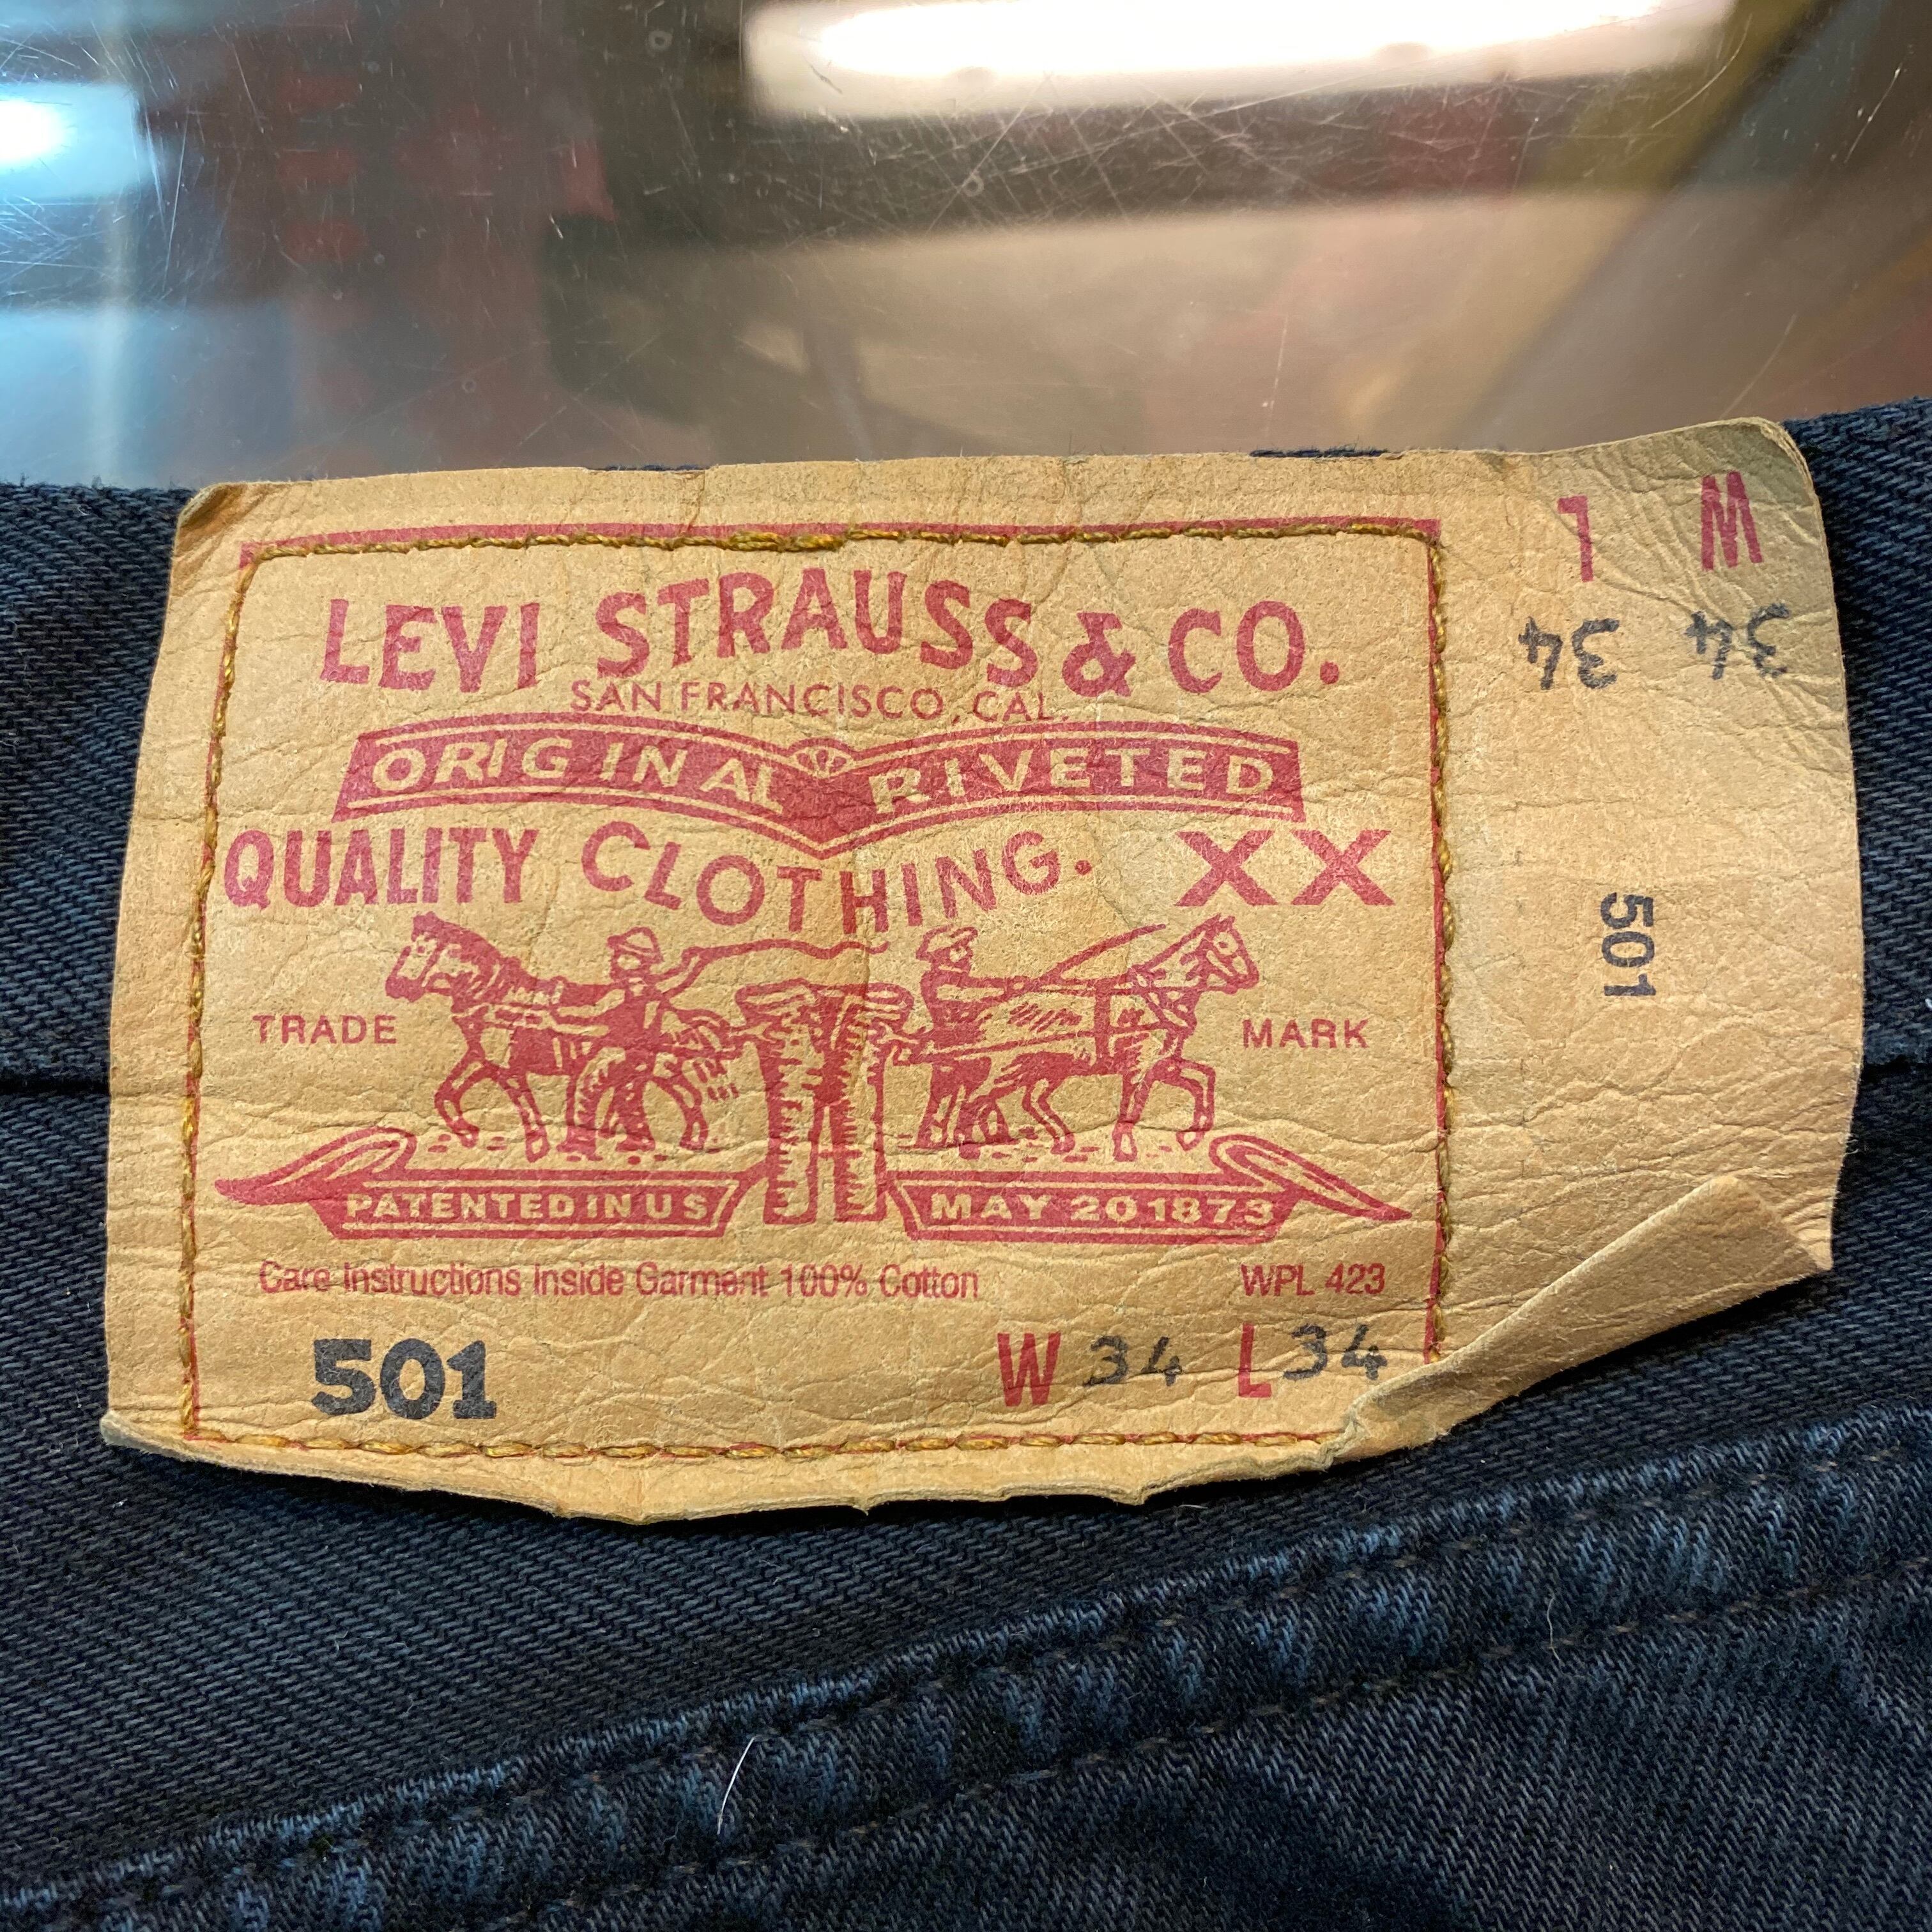 LEVI STRAUSS & CO.
SAN FRANCISCO, CAL.
ORIGINAL RIVETED
QUALITY CLOTHING. XX
TRADE MARK
PATENTED IN U S MAY 20 1873
Care Instructions Inside Garment 100% Cotton WPL 423
501 W 34 L 34
W 34
L 34
501